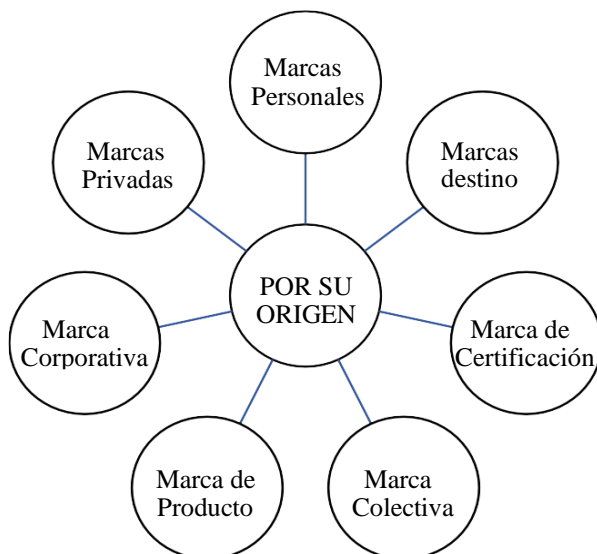 Marcas
Personales
Marcas
destino
Marca de
Certificación
Marca
Colectiva
Marca de
Producto
Marca
Corporativa
Marcas
Privadas
POR SU
ORIGEN